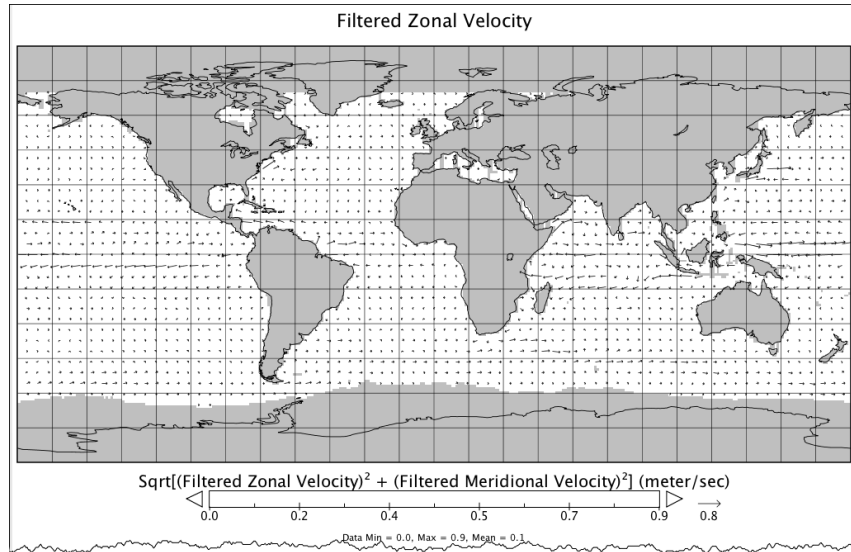 Filtered Zonal Velocity
Sqrt[(Filtered Zonal Velocity)² + (Filtered Meridional Velocity)²] (meter/sec)
0.0 0.2 0.4 0.5 0.7 0.9 0.8
Data Min = 0.0, Max = 0.9, Mean = 0.1